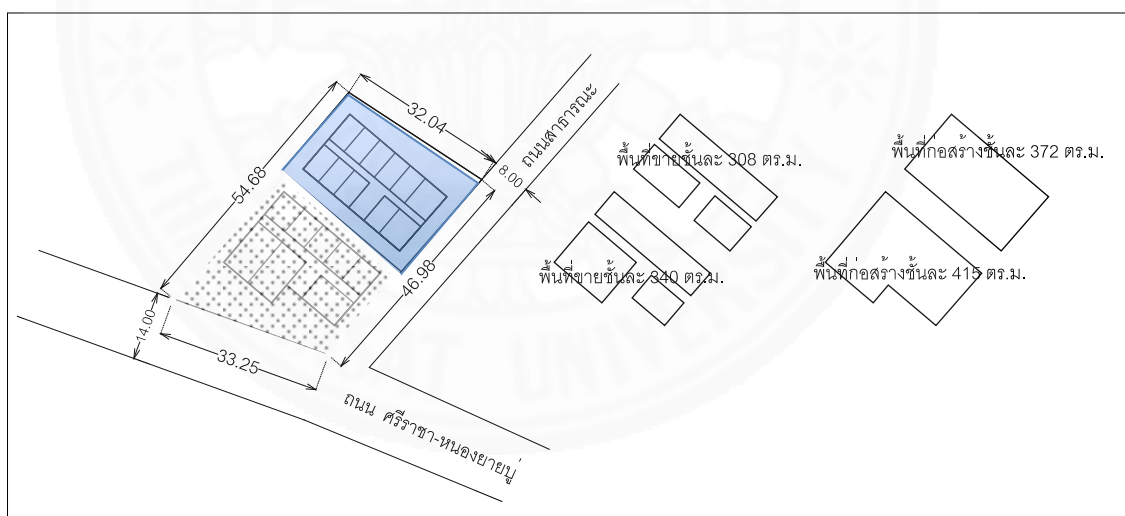 32.04
ถนนสาธารณะ
8.00
54.68
46.98
14.00
33.25
ถนน ศรีราชา-หนองยายบู่
พื้นที่ขายชั้นละ 308 ตร.ม.
พื้นที่ขายชั้นละ 340 ตร.ม.
พื้นที่ก่อสร้างชั้นละ 372 ตร.ม.
พื้นที่ก่อสร้างชั้นละ 415 ตร.ม.
AT UNIVER